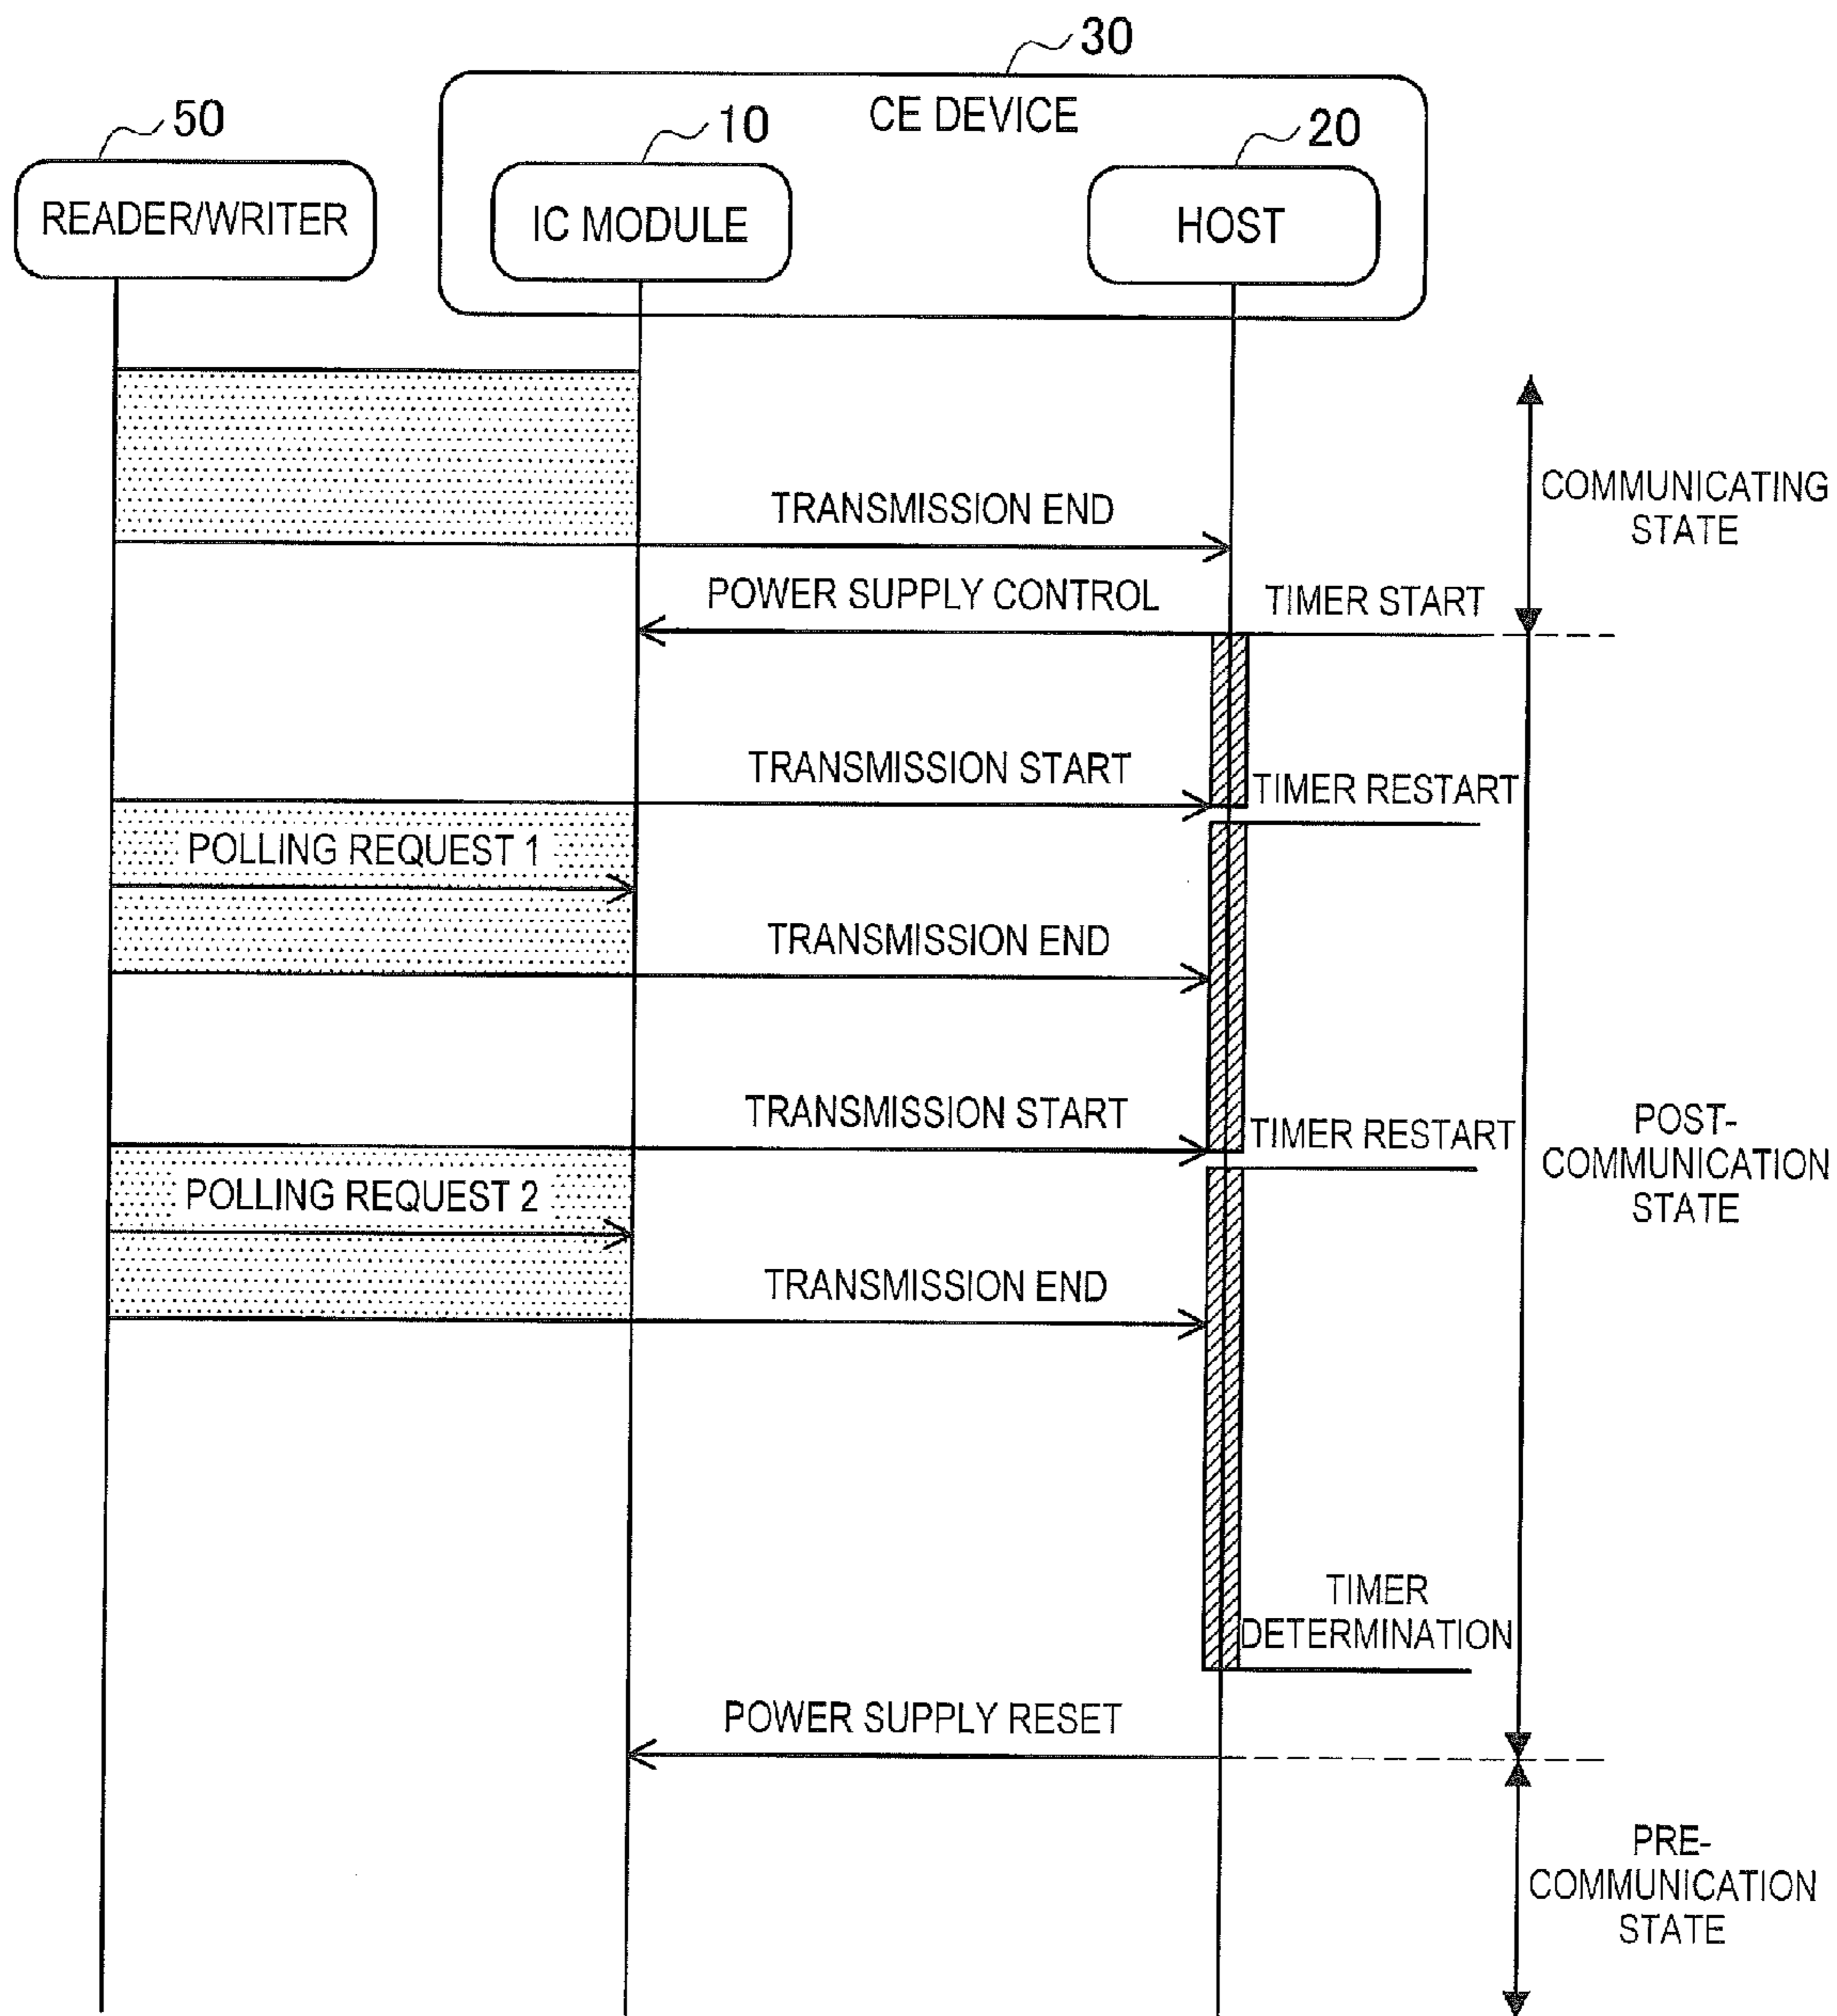 30
CE DEVICE
50
10
20
READER/WRITER
IC MODULE
HOST
TRANSMISSION END
COMMUNICATING
STATE
POWER SUPPLY CONTROL
TIMER START
TRANSMISSION START
TIMER RESTART
POLLING REQUEST 1
TRANSMISSION END
TRANSMISSION START
TIMER RESTART
POST-
COMMUNICATION
STATE
POLLING REQUEST 2
TRANSMISSION END
TIMER
DETERMINATION
POWER SUPPLY RESET
PRE-
COMMUNICATION
STATE